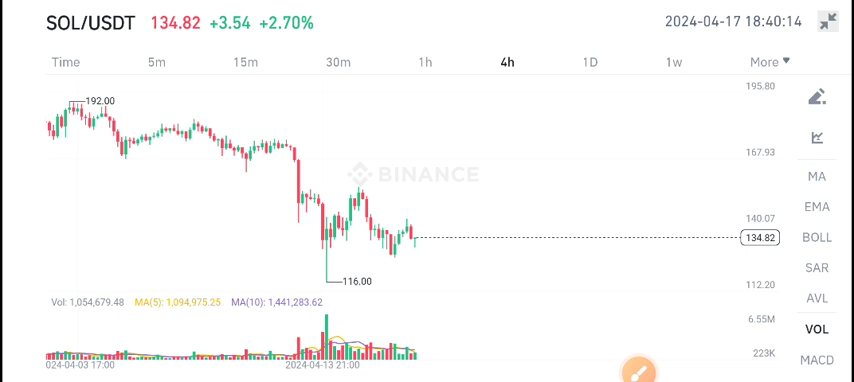 SOL/USDT 134.82 +3.54 +2.70% 2024-04-17 18:40:14
Time 5m 15m 30m 1h 4h 1D 1w More
195.80
192.00
167.93
BINANCE
MA
EMA
140.07
134.82
BOLL
SAR
116.00
112.20
Vol: 1,054,679.48 MA(5): 1,094,975.25 MA(10): 1,441,283.62
AVL
6.55M
VOL
223K
MACD
024-04-03 17:00 2024-04-13 21:00